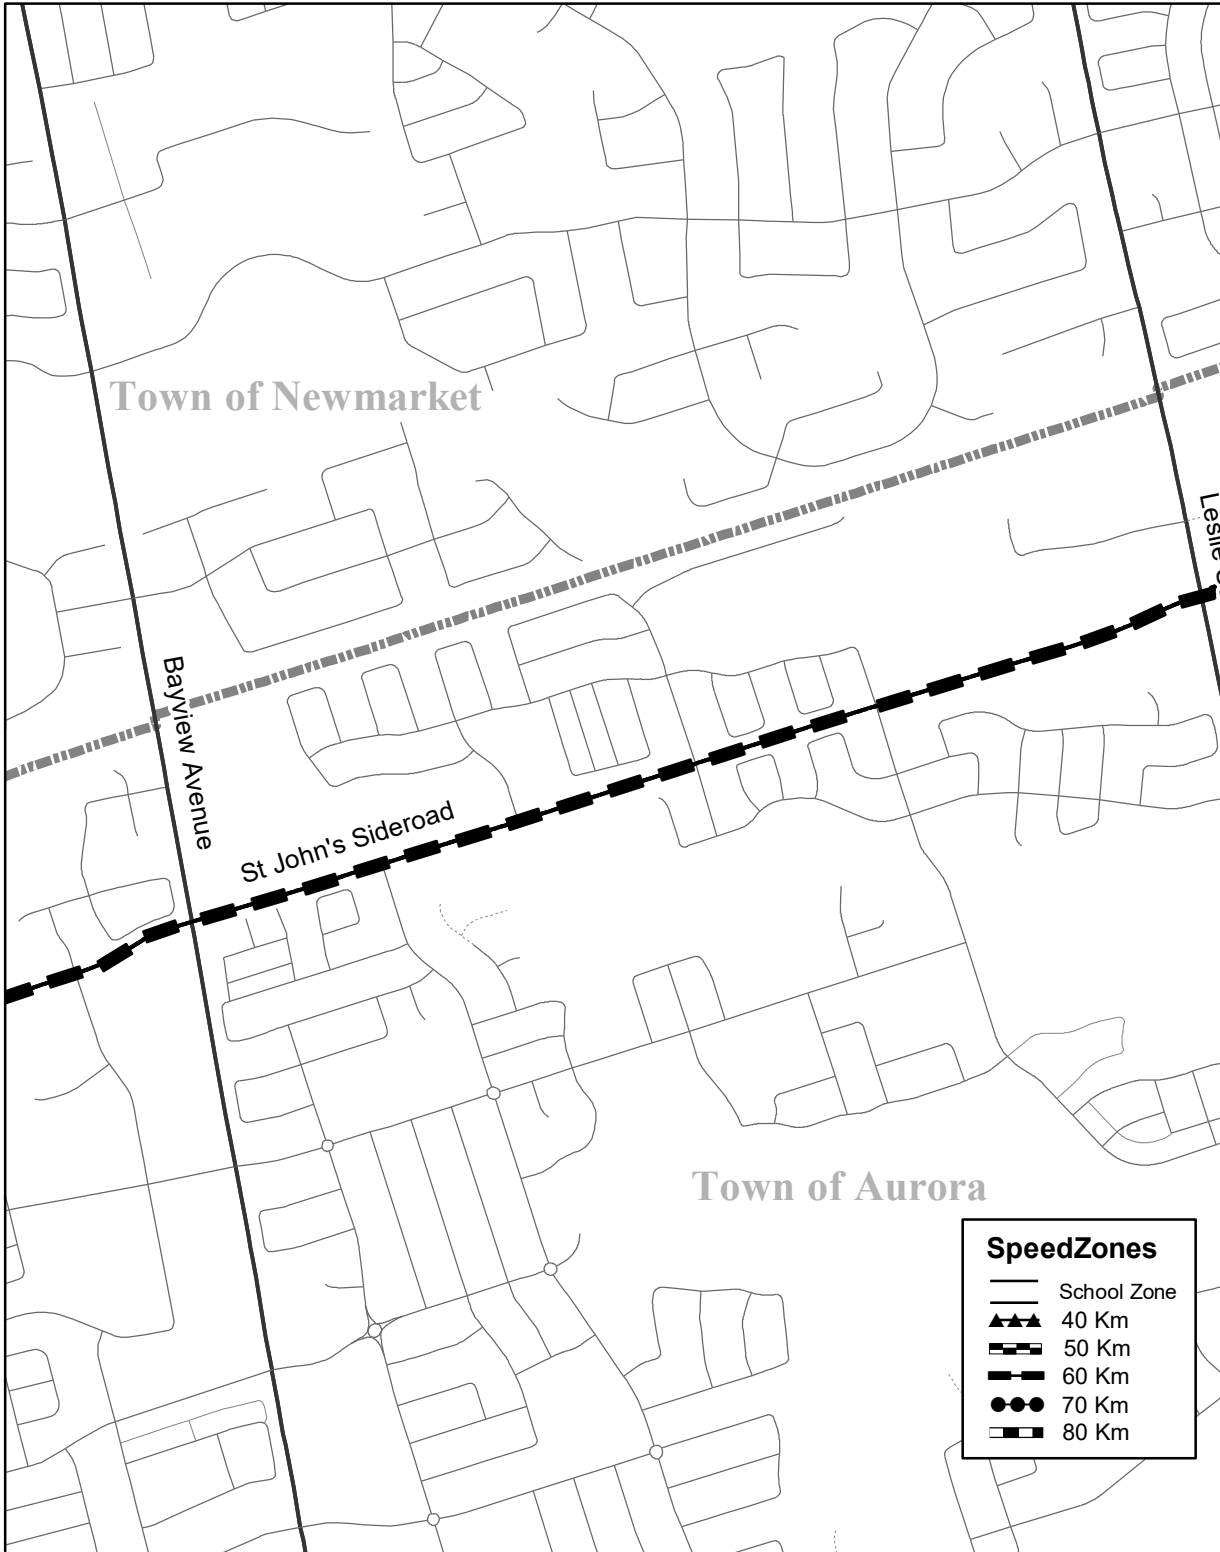 Town of Newmarket
Leslie
Bayview Avenue
St John's Sideroad
Town of Aurora
SpeedZones
School Zone
40 Km
50 Km
60 Km
70 Km
80 Km